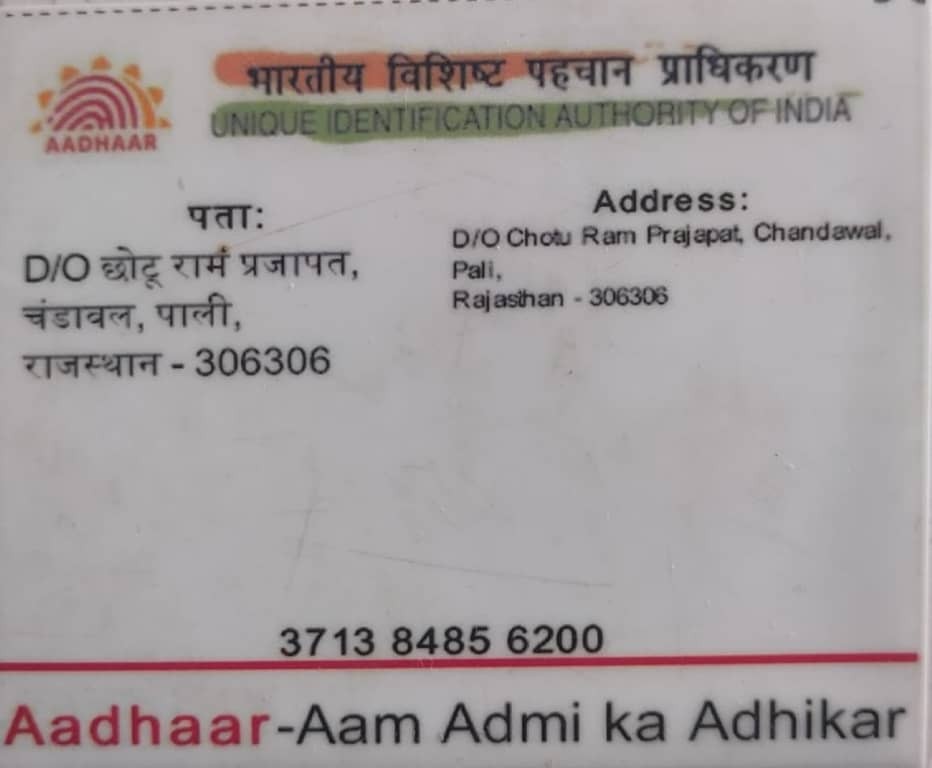 भारतीय विशिष्ट पहचान प्राधिकरण
UNIQUE IDENTIFICATION AUTHORITY OF INDIA
AADHAAR
पता:
D/O छोटू राम प्रजापत,
चंडावल, पाली,
राजस्थान - 306306
Address:
D/O Chotu Ram Prajapat, Chandawal,
Pali,
Rajasthan - 306306
3713 8485 6200
Aadhaar-Aam Admi ka Adhikar